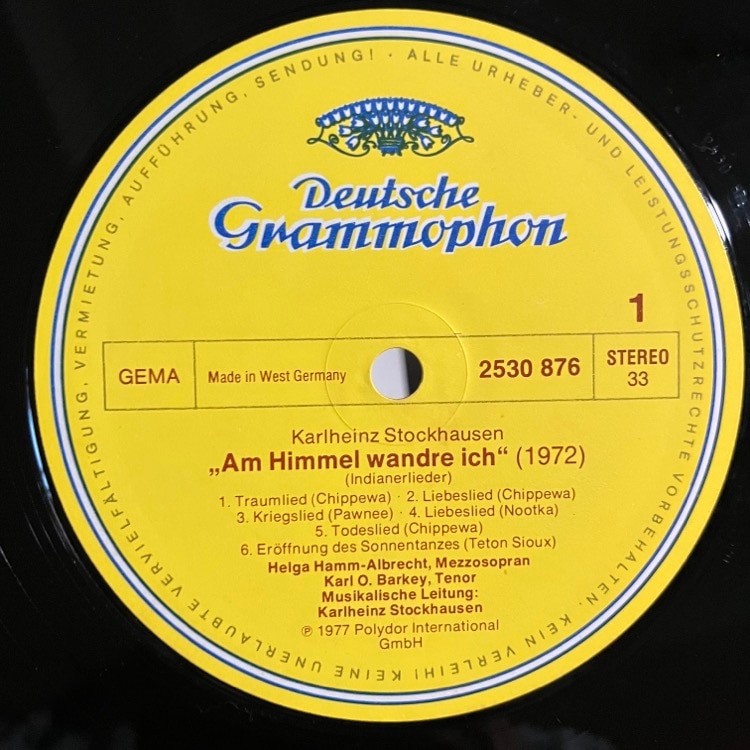 ALLE URHEBER- UND LEISTUNGSSCHUTZRECHTE VORBEHALTEN. KEIN VERLEIH! KEINE UNERLAUBTE VERVIELFÄLTIGUNG, VERMIETUNG, AUFFÜHRUNG, SENDUNG! ·
Deutsche
Grammophon
1
GEMA
Made in West Germany
2530 876
STEREO
33
Karlheinz Stockhausen
„Am Himmel wandre ich“ (1972)
(Indianerlieder)
1. Traumlied (Chippewa) · 2. Liebeslied (Chippewa)
3. Kriegslied (Pawnee) · 4. Liebeslied (Nootka)
5. Todeslied (Chippewa)
6. Eröffnung des Sonnentanzes (Teton Sioux)
Helga Hamm-Albrecht, Mezzosopran
Karl O. Barkey, Tenor
Musikalische Leitung:
Karlheinz Stockhausen
℗ 1977 Polydor International
GmbH